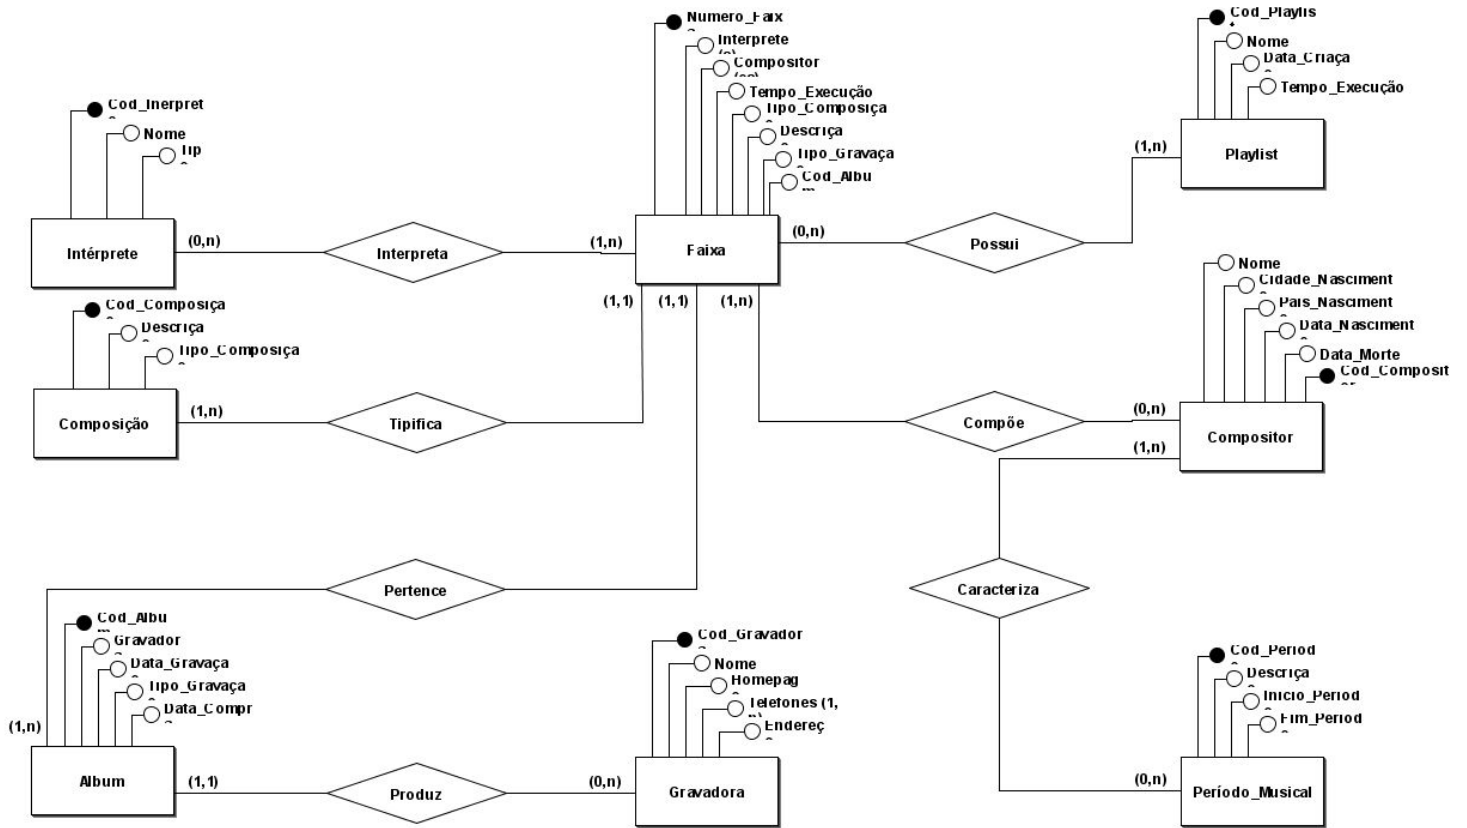 Numero_Faix
Interprete
Compositor
Tempo_Execução
Tipo_Composiça
Descriça
Tipo_Gravaça
Cod_Albu
m
Faixa
Cod_Playlis
Nome
Data_Criaça
Tempo_Execução
Playlist
(1,n)
Cod_Inerpret
Nome
Tip
Intérprete
(0,n)
Interpreta
(1,n)
(0,n)
Possui
(1,1)
(1,1)
(1,n)
Cod_Composiça
Descriça
Tipo_Composiça
Composição
(1,n)
Tipifica
Nome
Cidade_Nasciment
Pais_Nasciment
Data_Nasciment
Data_Morte
Cod_Composit
or
Compositor
Compõe
(0,n)
(1,n)
Pertence
Caracteriza
Cod_Albu
m
Gravador
Data_Gravaça
Tipo_Gravaça
Data_Compr
(1,n)
Album
(1,1)
Produz
(0,n)
Cod_Gravador
Nome
Homepag
Telefones (1,
n)
Endereç
Gravadora
Cod_Period
Descriça
Inicio_Period
Fim_Period
(0,n)
Período_Musical